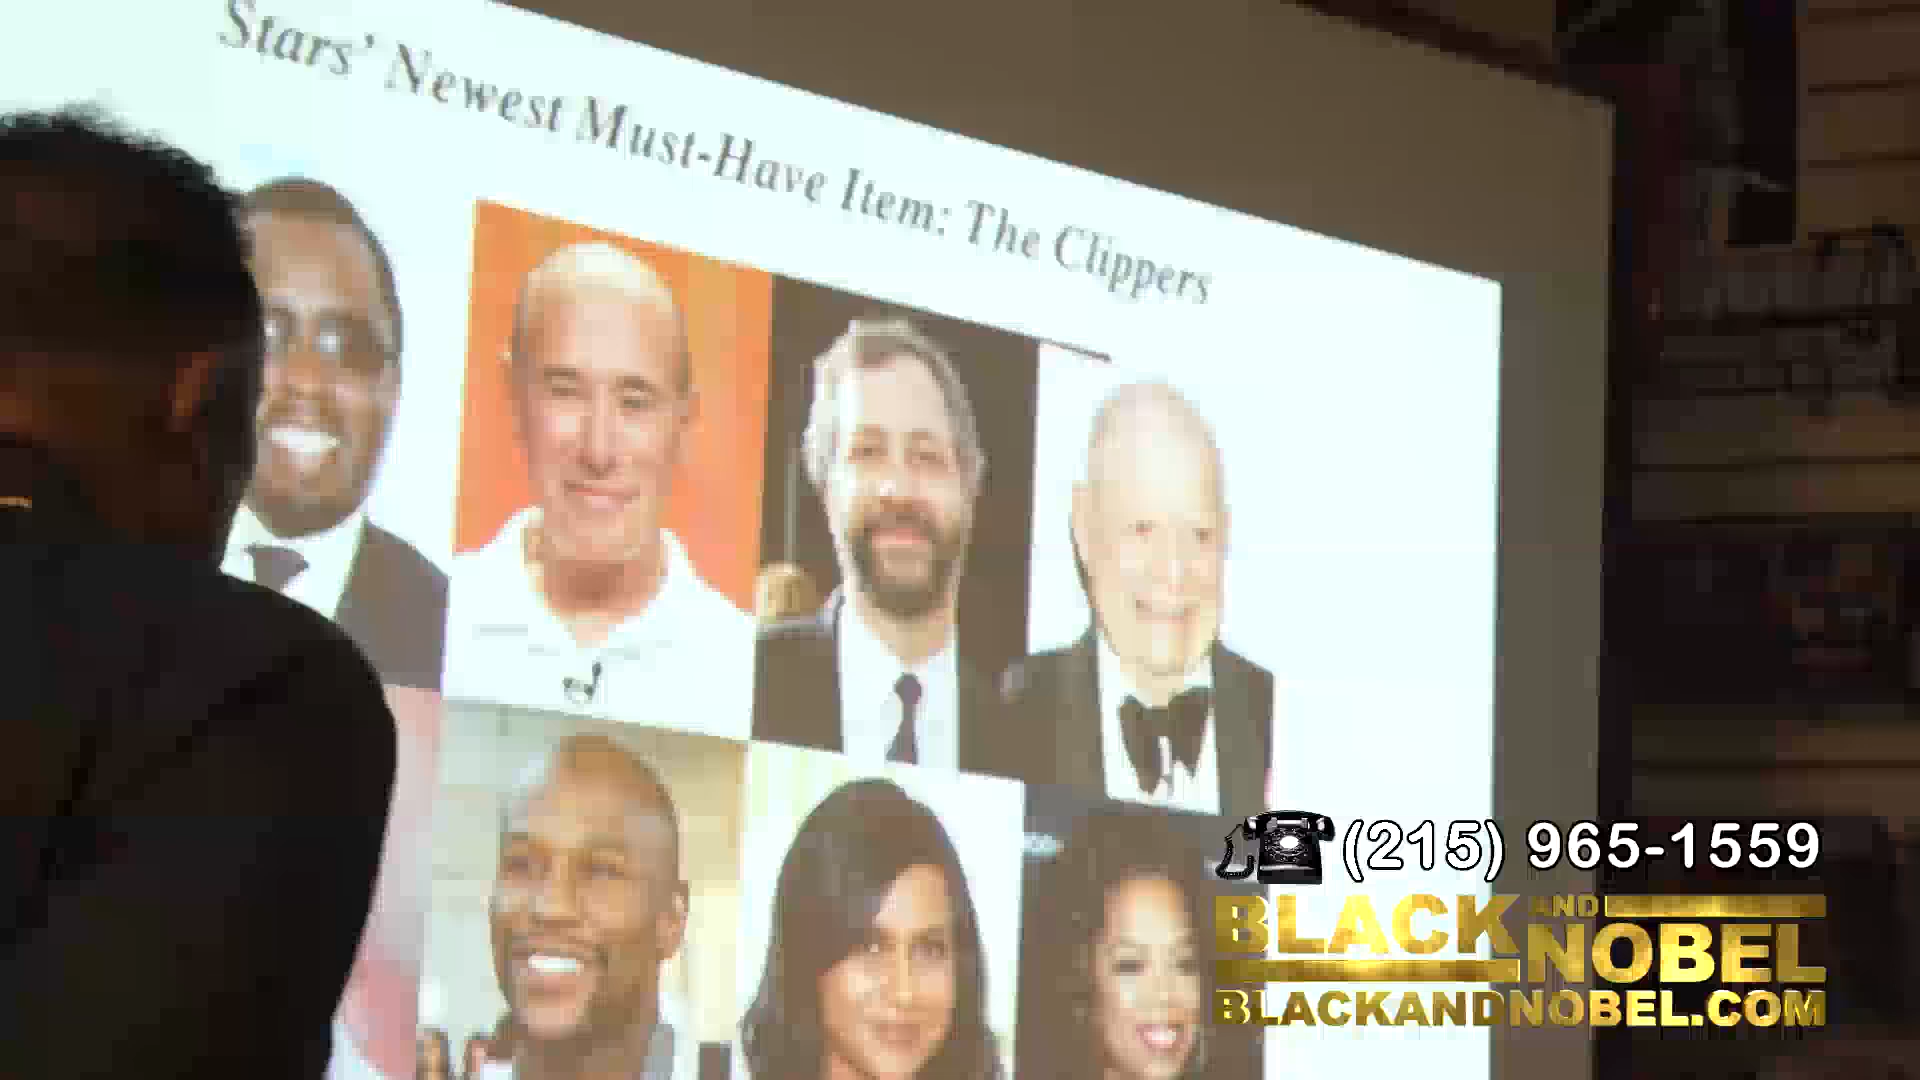 Stars’ Newest Must-Have Item: The Clippers
(215) 965-1559
BLACK AND NOBEL
BLACKANDNOBEL.COM